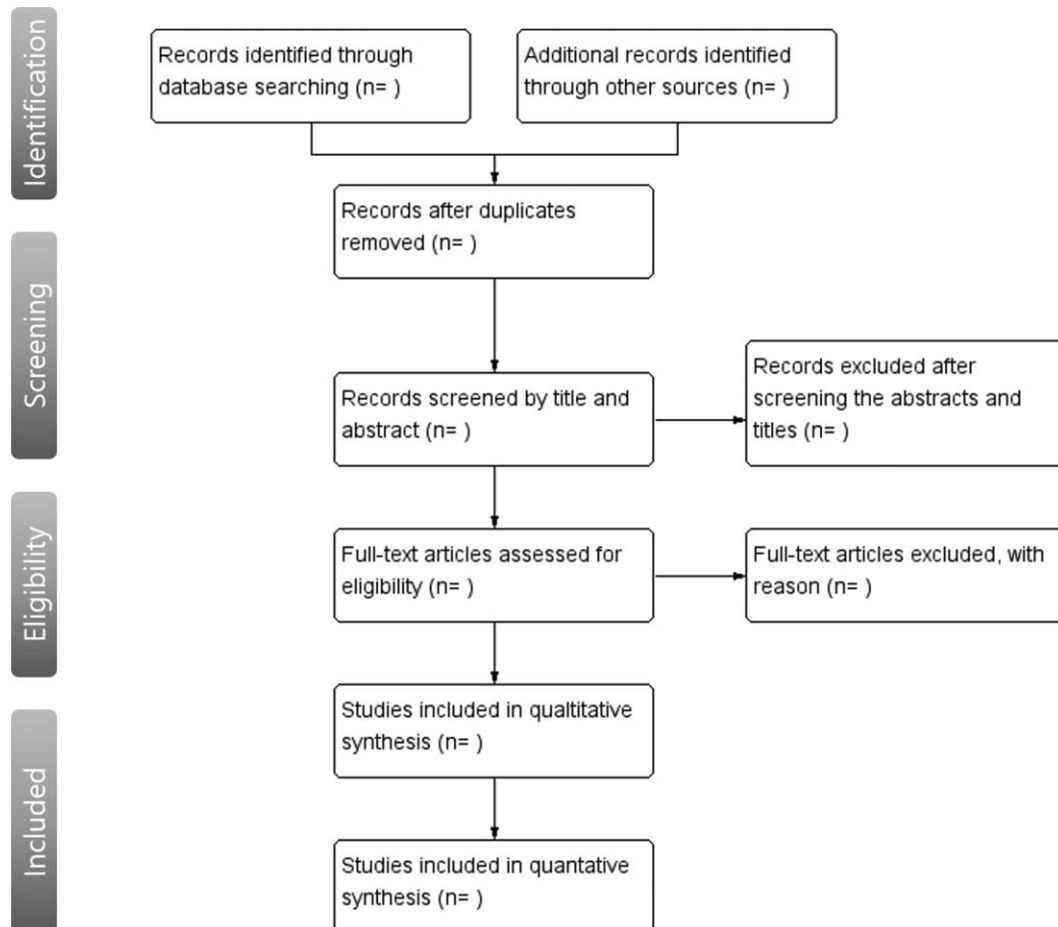 Identification
Records identified through
database searching (n= )
Additional records identified
through other sources (n= )
Records after duplicates
removed (n= )
Screening
Records screened by title and
abstract (n= )
Records excluded after
screening the abstracts and
titles (n= )
Eligibility
Full-text articles assessed for
eligibility (n= )
Full-text articles excluded, with
reason (n= )
Included
Studies included in qualtitative
synthesis (n= )
Studies included in quantative
synthesis (n= )